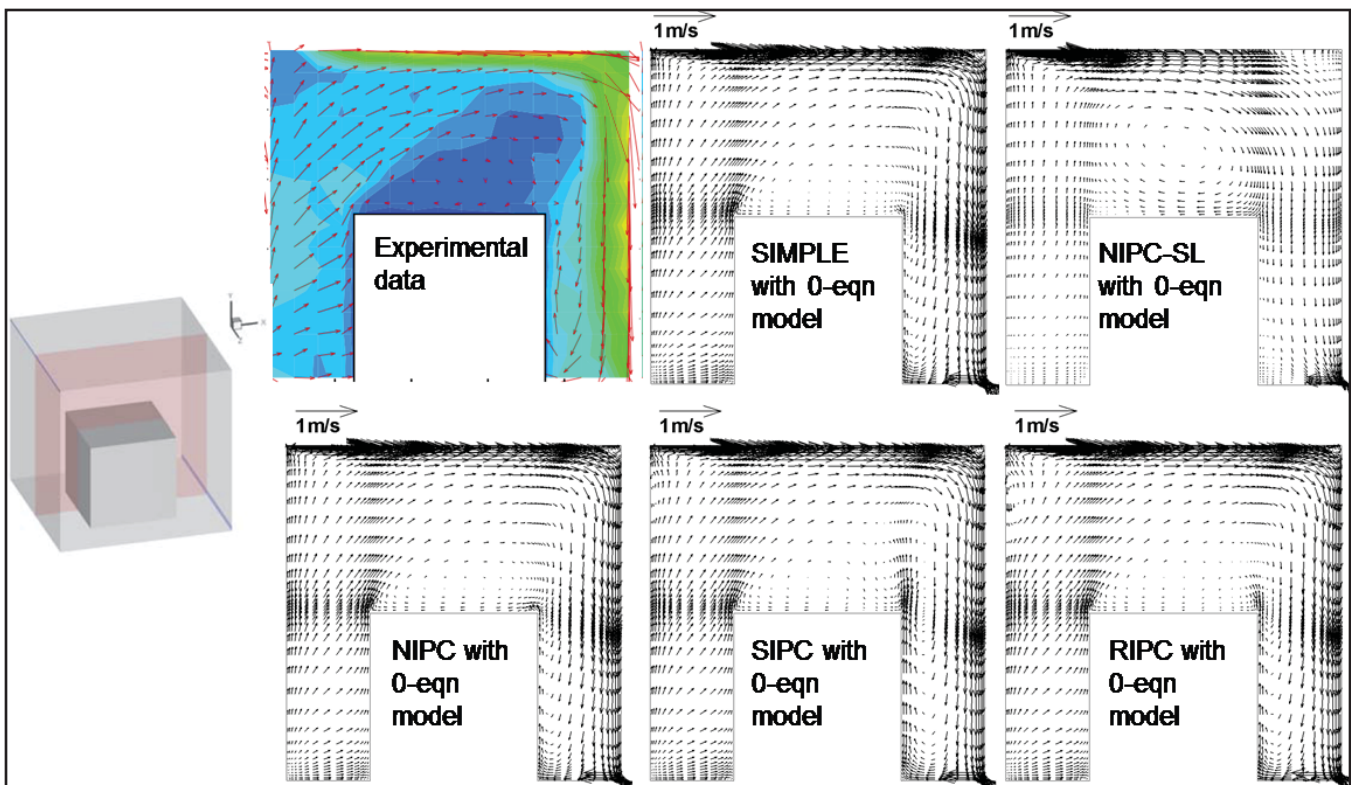 1m/s
1m/s
Experimental
data
SIMPLE
with 0-eqn
model
NIPC-SL
with 0-eqn
model
1m/s
1m/s
1m/s
NIPC with
0-eqn
model
SIPC with
0-eqn
model
RIPC with
0-eqn
model